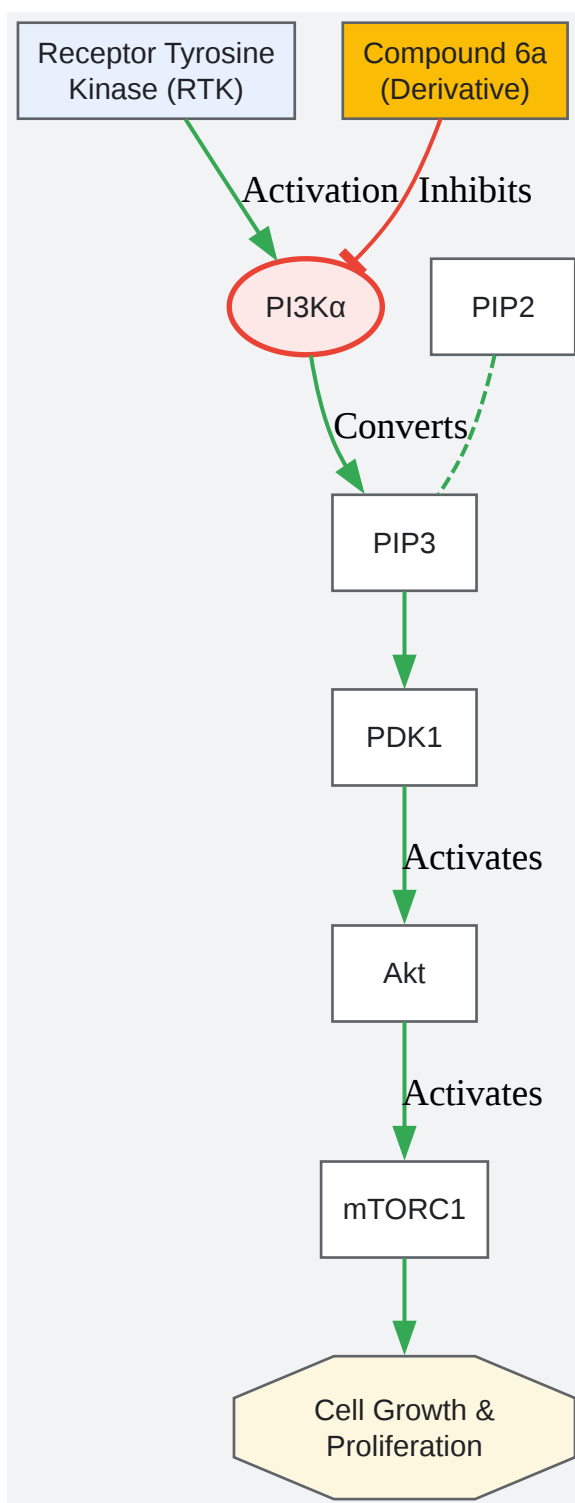 Receptor Tyrosine
Kinase (RTK)
Compound 6a
(Derivative)
Activation
Inhibits
PI3Kα
PIP2
Converts
PIP3
PDK1
Activates
Akt
Activates
mTORC1
Cell Growth &
Proliferation